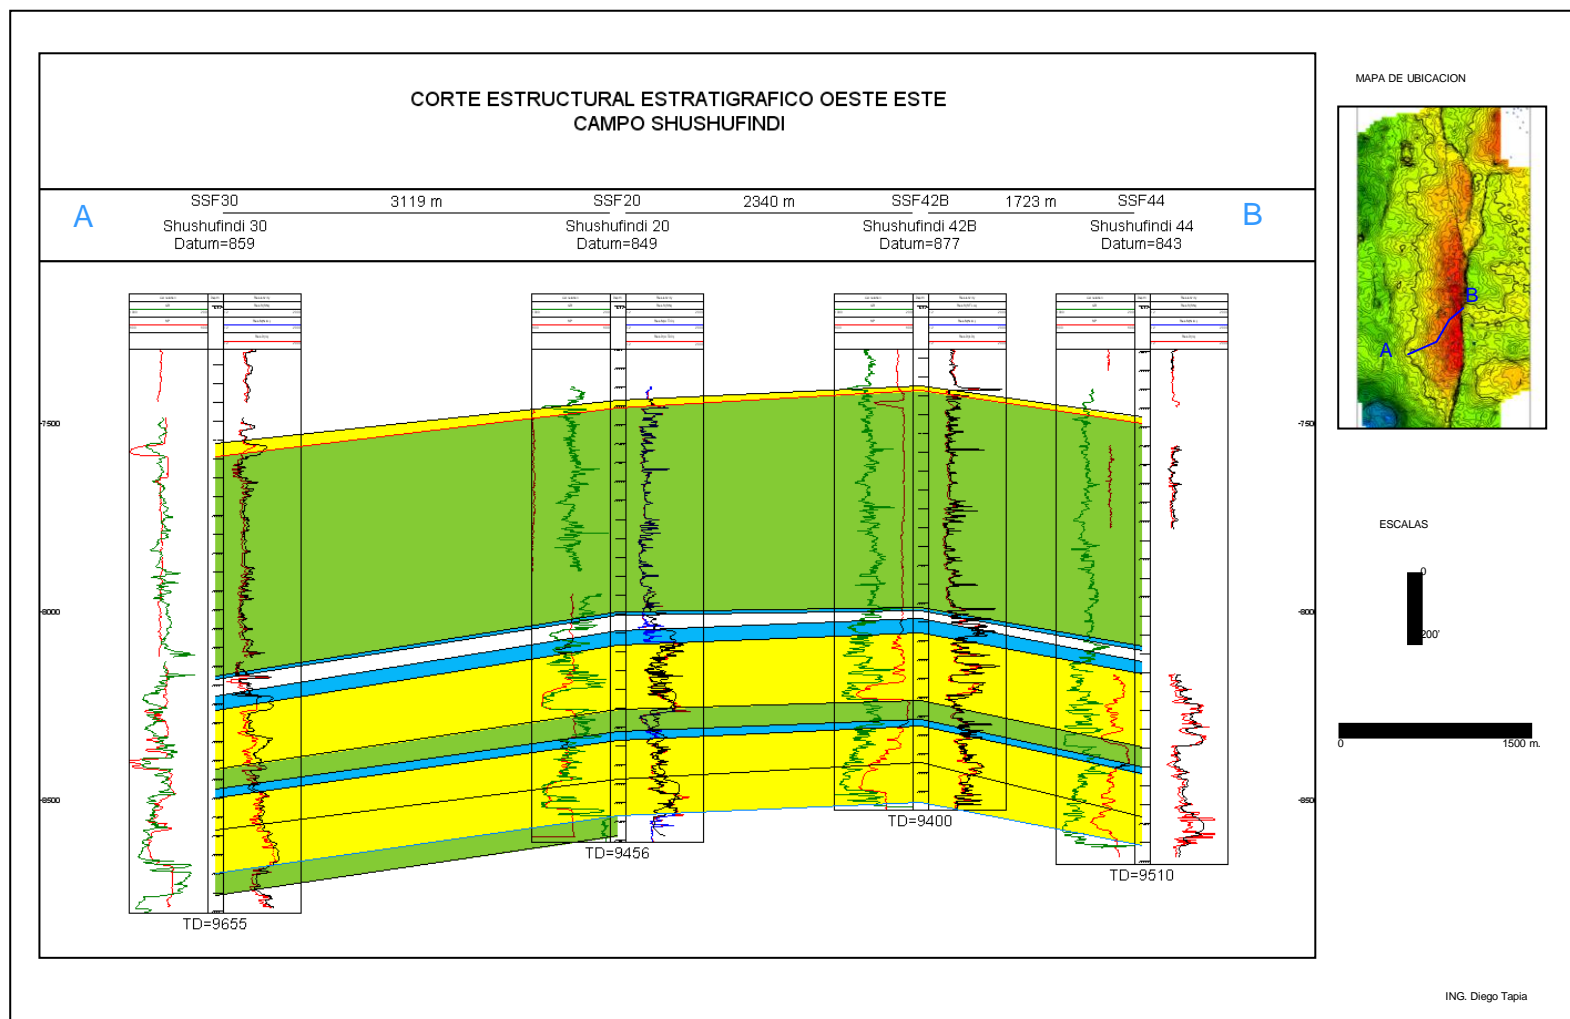 CORTE ESTRUCTURAL ESTRATIGRAFICO OESTE ESTE
CAMPO SHUSHUFINDI
A
SSF30
3119 m
SSF20
2340 m
SSF42B
1723 m
SSF44
B
Shushufindi 30
Datum=859
Shushufindi 20
Datum=849
Shushufindi 42B
Datum=877
Shushufindi 44
Datum=843
-7500
-8000
-8500
-8000
-8500
TD=9655
TD=9456
TD=9400
TD=9510
MAPA DE UBICACION
A
B
ESCALAS
0
200'
0
1500 m.
ING. Diego Tapia